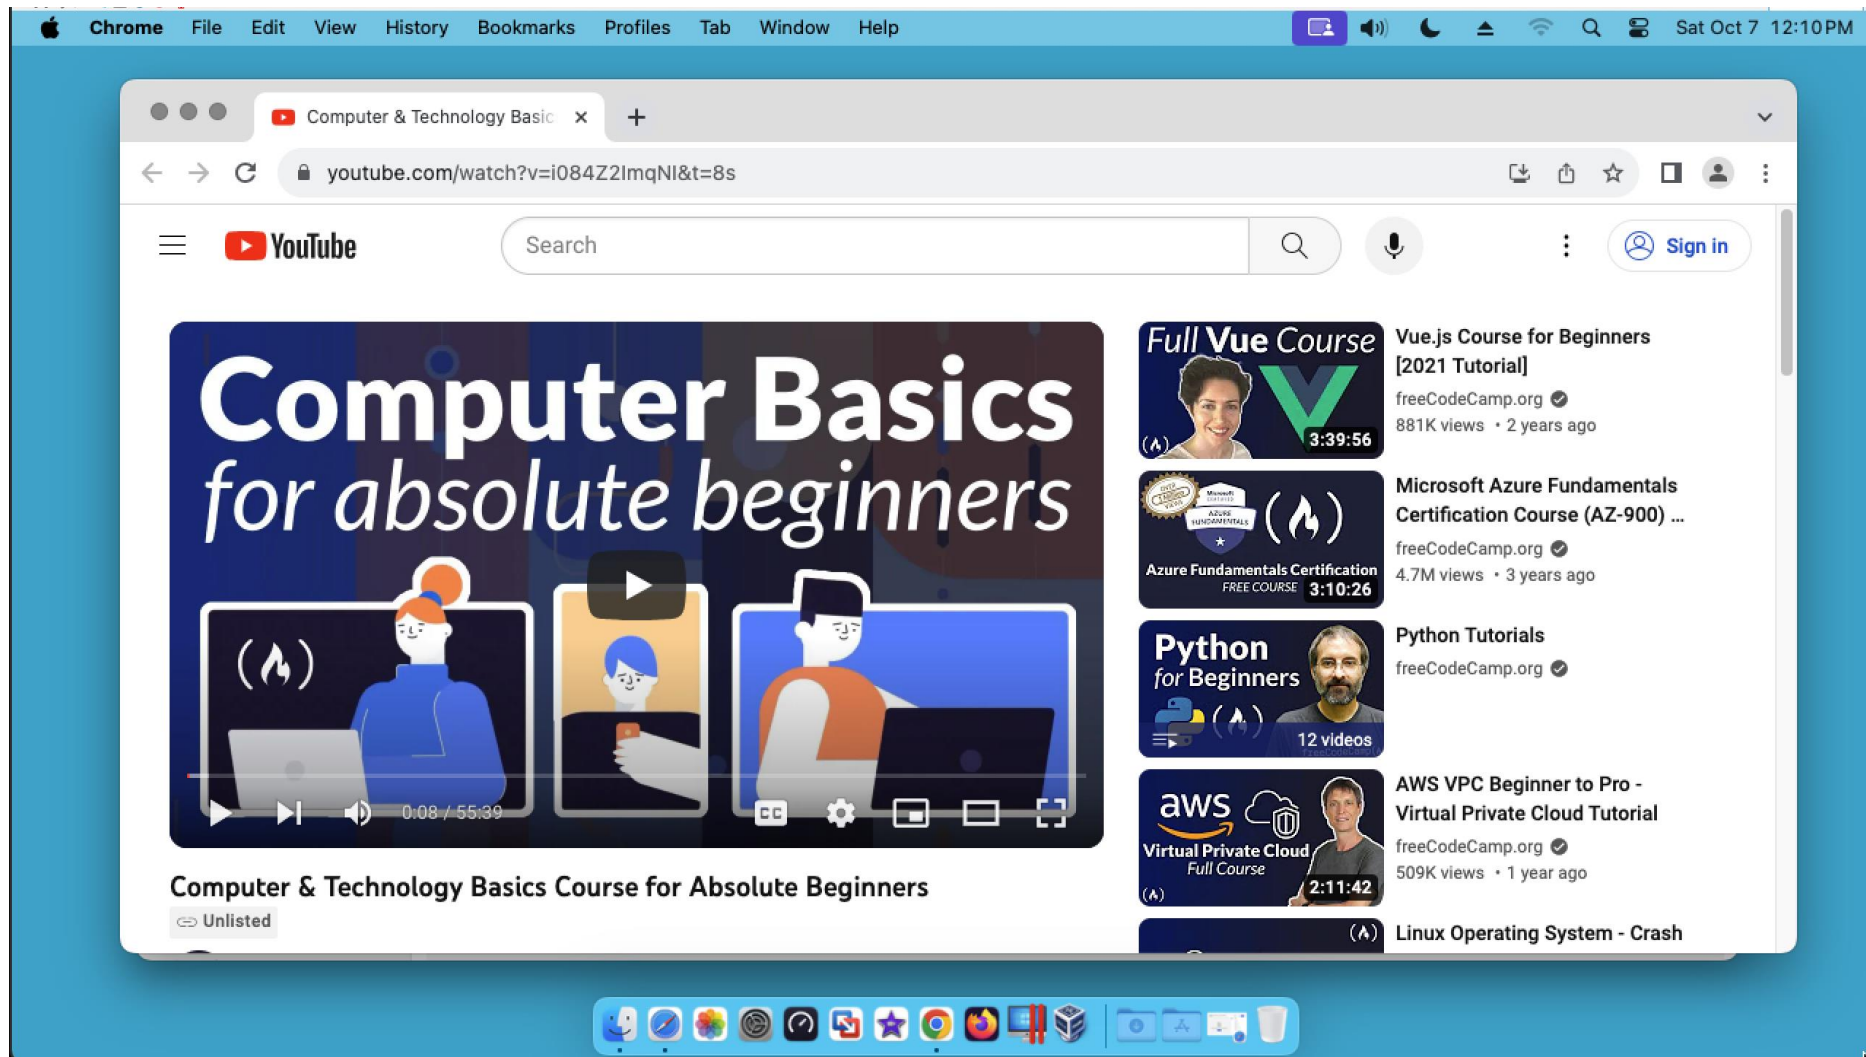 Chrome File Edit View History Bookmarks Profiles Tab Window Help Sat Oct 7 12:10 PM
Computer & Technology Basic
youtube.com/watch?v=i084Z2ImqNI&t=8s
YouTube
Search
Sign in
Computer Basics
for absolute beginners
0:08 / 55:39
CC
Computer & Technology Basics Course for Absolute Beginners
Unlisted
Full Vue Course
3:39:56
Vue.js Course for Beginners
[2021 Tutorial]
freeCodeCamp.org
881K views • 2 years ago
Microsoft
AZURE
FUNDAMENTALS
Azure Fundamentals Certification
FREE COURSE 3:10:26
Microsoft Azure Fundamentals
Certification Course (AZ-900) ...
freeCodeCamp.org
4.7M views • 3 years ago
Python
for Beginners
12 videos
Python Tutorials
freeCodeCamp.org
aws
Virtual Private Cloud
Full Course
2:11:42
AWS VPC Beginner to Pro -
Virtual Private Cloud Tutorial
freeCodeCamp.org
509K views • 1 year ago
Linux Operating System - Crash